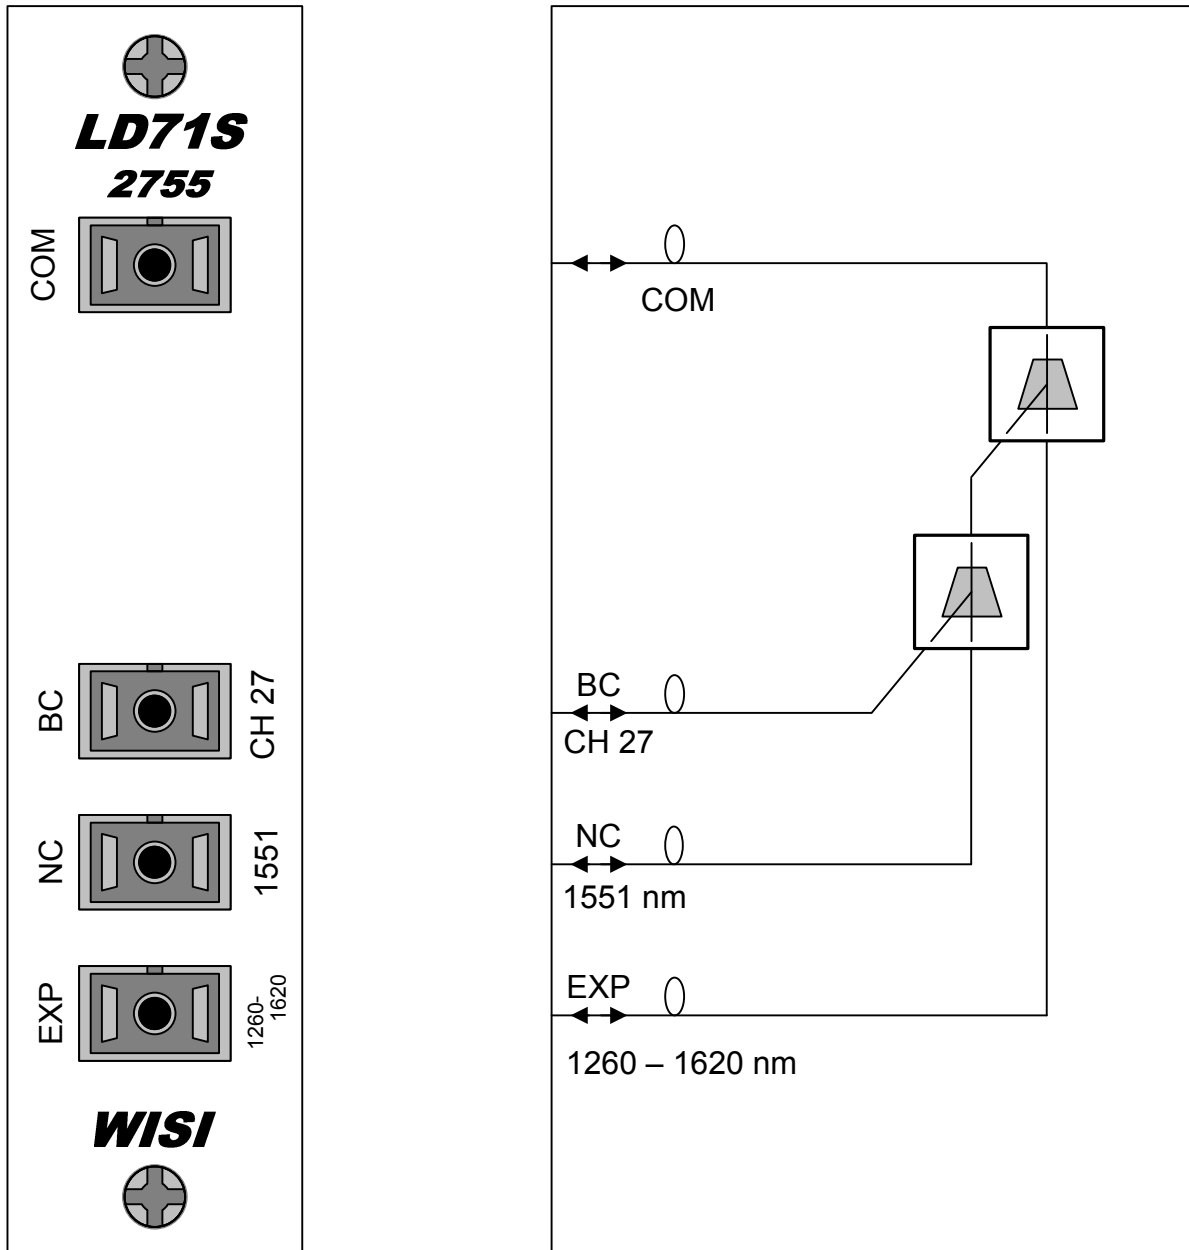 LD71S
2755
COM
BC
CH 27
NC
1551
EXP
1260-
1620
WISI
COM
BC
CH 27
NC
1551 nm
EXP
1260 – 1620 nm